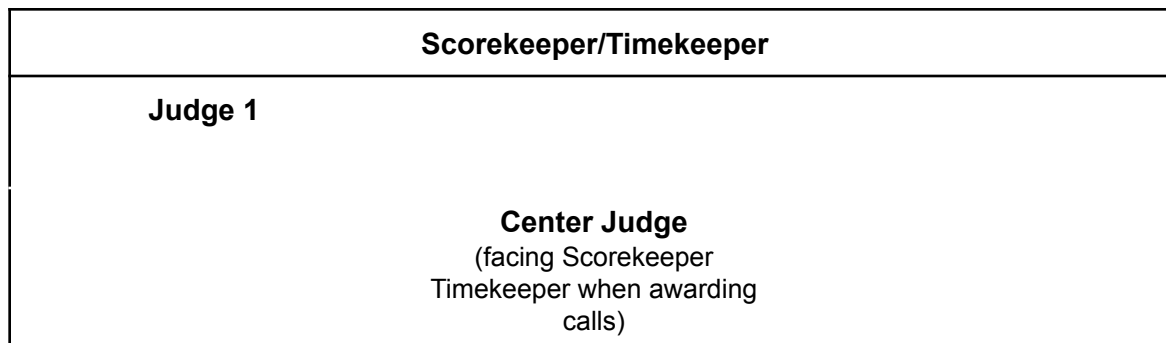 Scorekeeper/Timekeeper
Judge 1
Center Judge
(facing Scorekeeper
Timekeeper when awarding
calls)